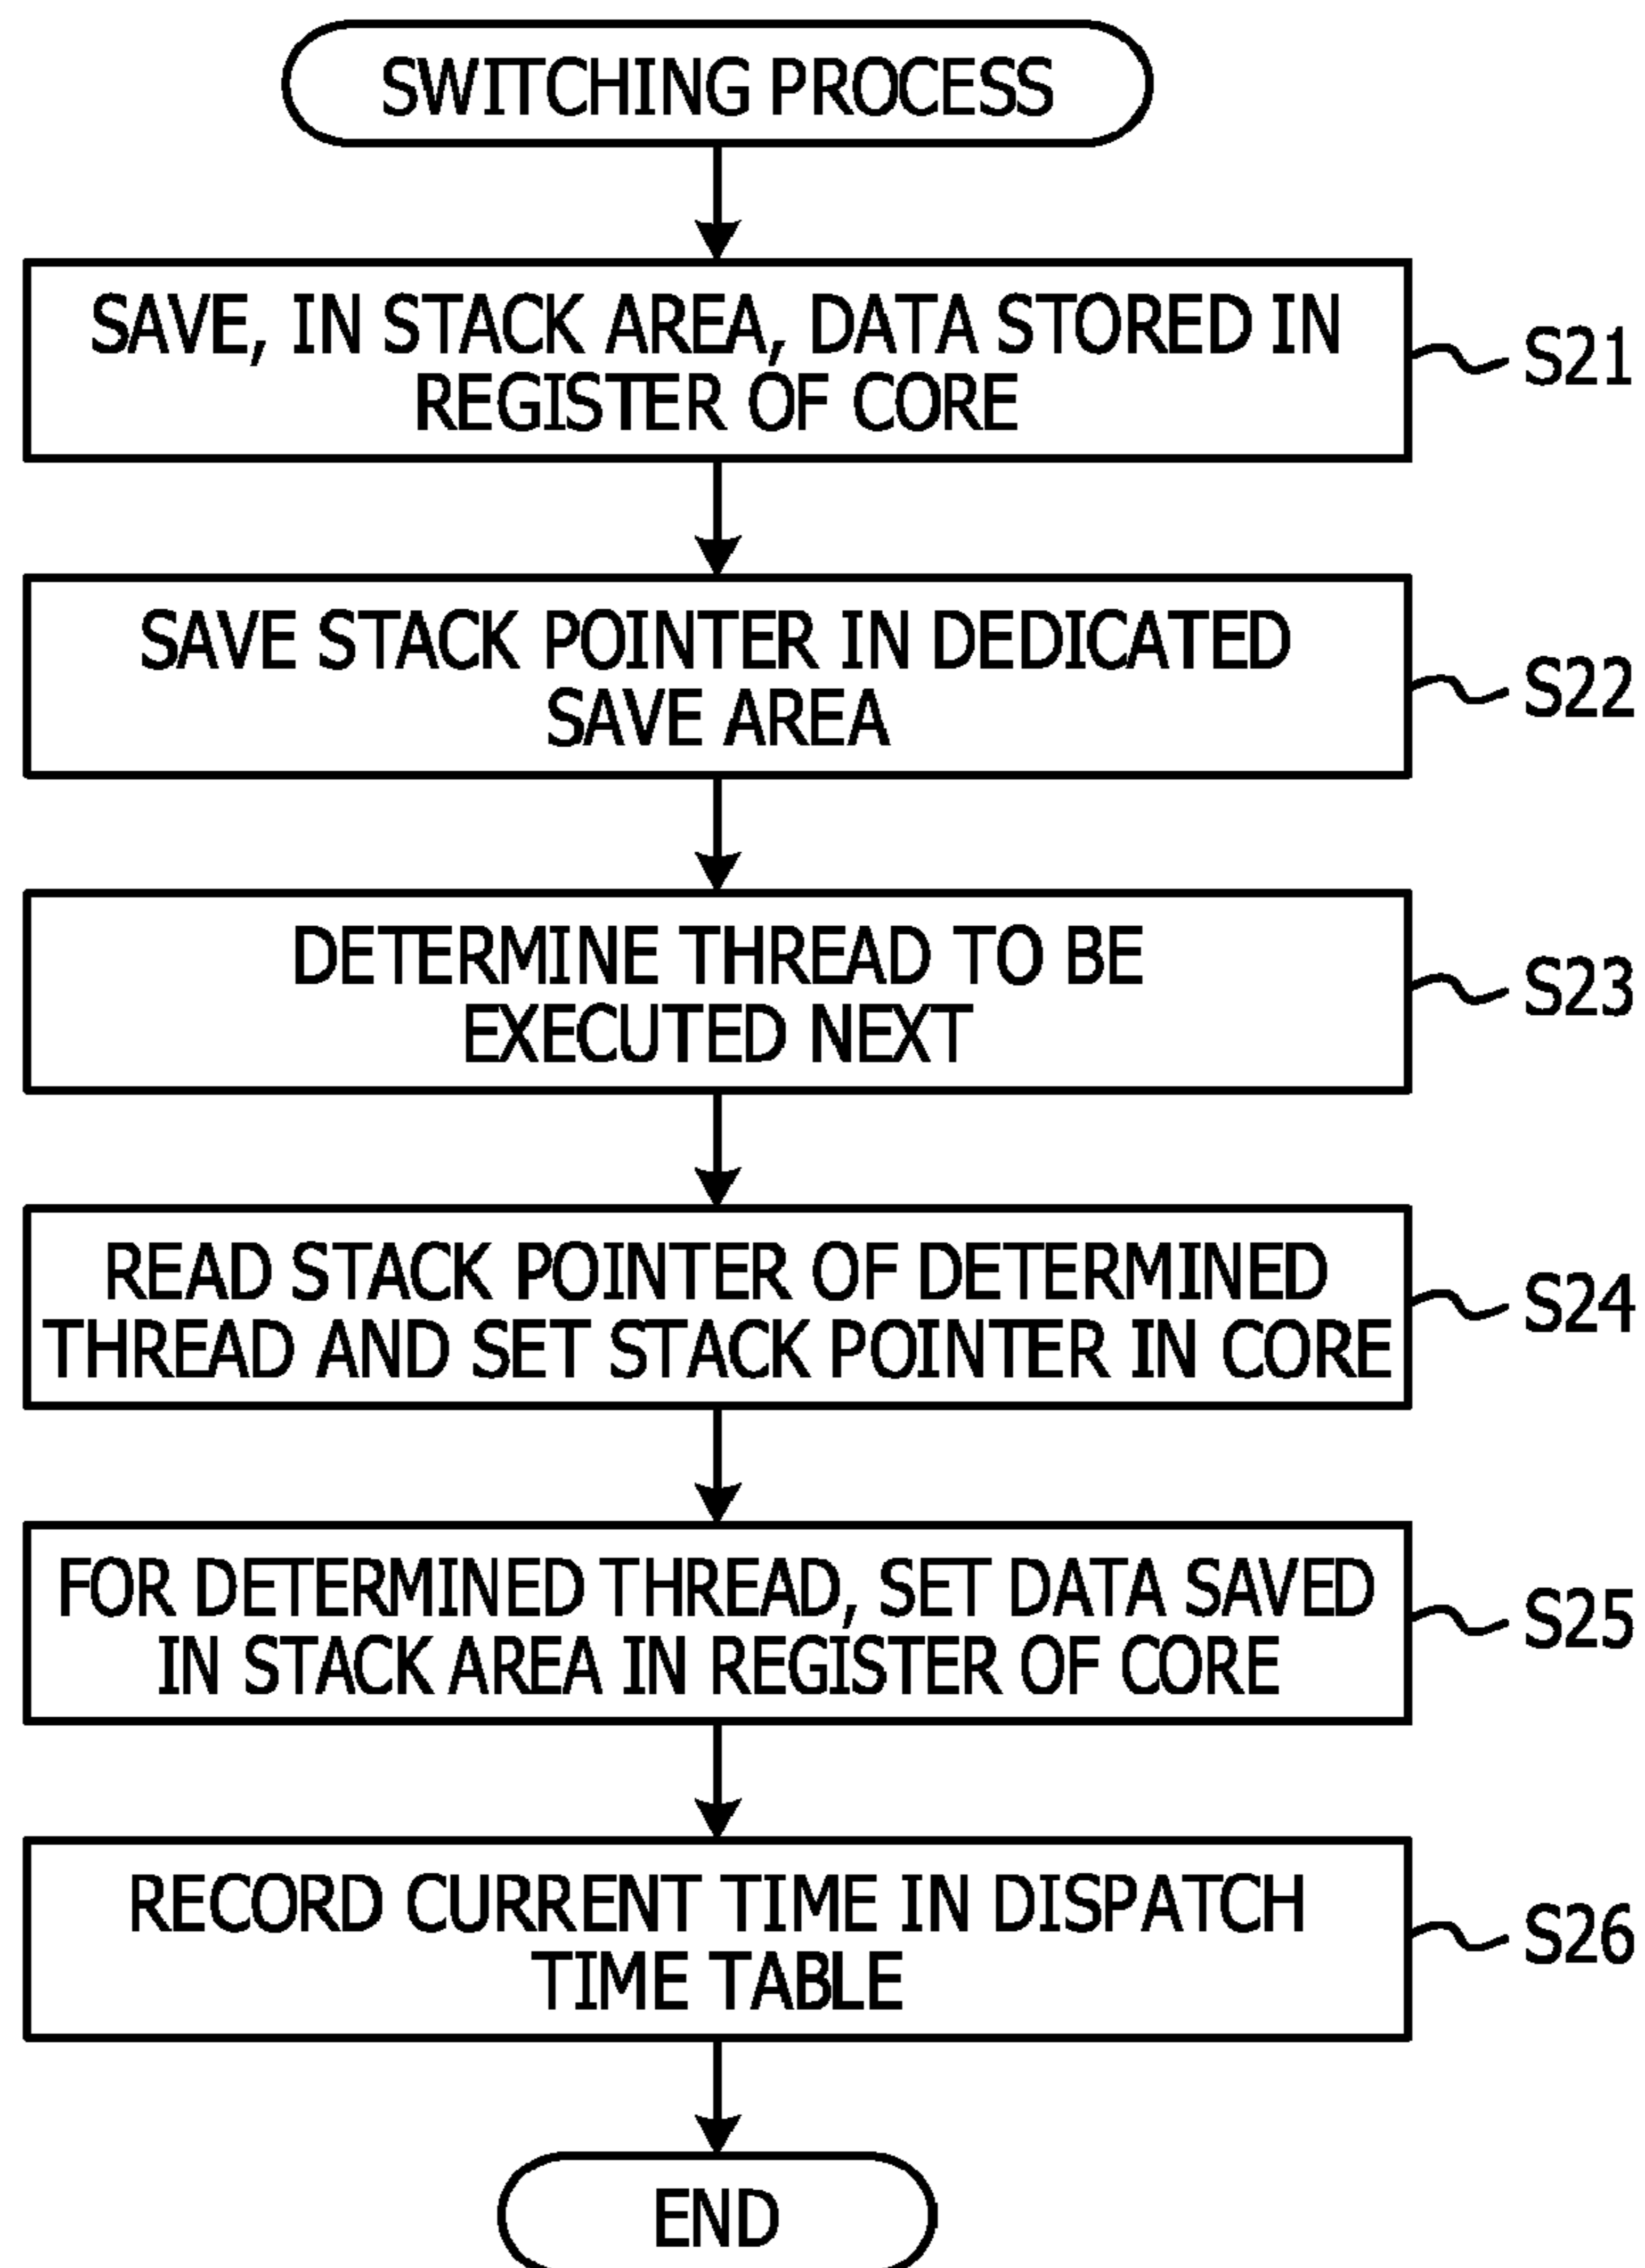 SWITCHING PROCESS
SAVE, IN STACK AREA, DATA STORED IN
REGISTER OF CORE
S21
SAVE STACK POINTER IN DEDICATED
SAVE AREA
S22
DETERMINE THREAD TO BE
EXECUTED NEXT
S23
READ STACK POINTER OF DETERMINED
THREAD AND SET STACK POINTER IN CORE
S24
FOR DETERMINED THREAD, SET DATA SAVED
IN STACK AREA IN REGISTER OF CORE
S25
RECORD CURRENT TIME IN DISPATCH
TIME TABLE
S26
END